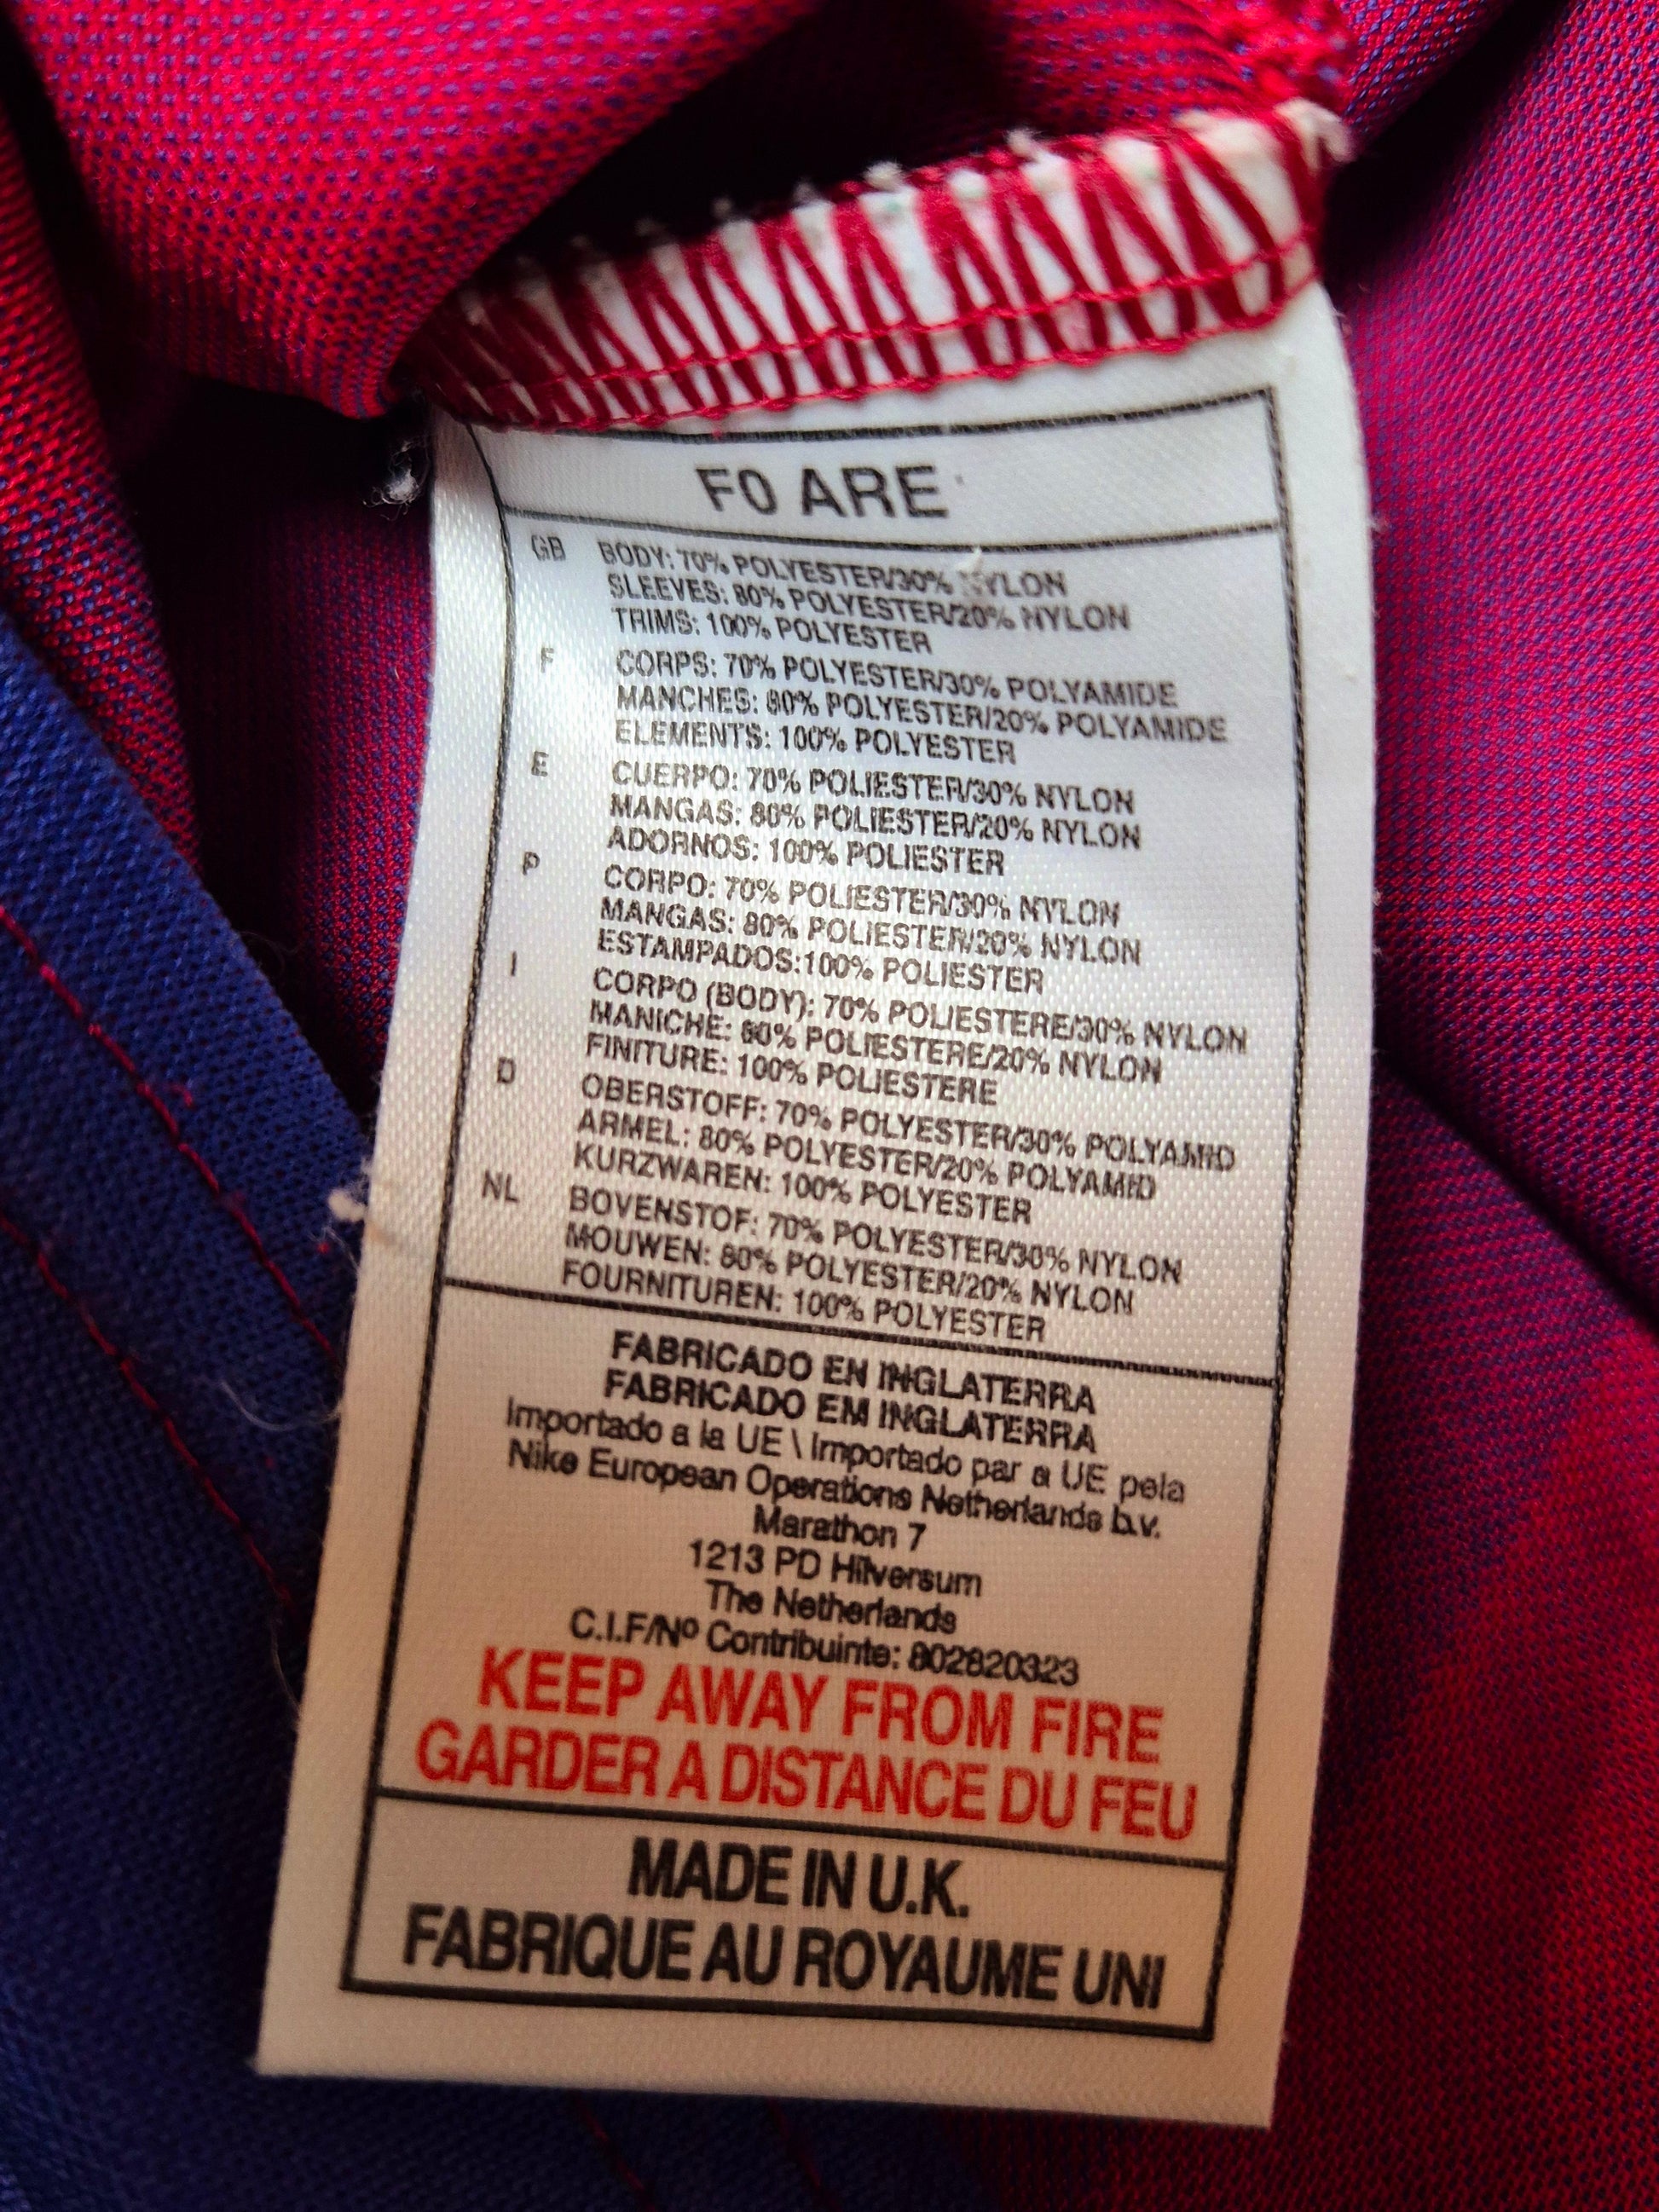 F0 ARE
GB BODY: 70% POLYESTER/30% NYLON
SLEEVES: 80% POLYESTER/20% NYLON
TRIMS: 100% POLYESTER
F CORPS: 70% POLYESTER/30% POLYAMIDE
MANCHES: 80% POLYESTER/20% POLYAMIDE
ELEMENTS: 100% POLYESTER
E CUERPO: 70% POLIESTER/30% NYLON
MANGAS: 80% POLIESTER/20% NYLON
ADORNOS: 100% POLIESTER
P CORPO: 70% POLIESTER/30% NYLON
MANGAS: 80% POLIESTER/20% NYLON
ESTAMPADOS:100% POLIESTER
I CORPO (BODY): 70% POLIESTERE/30% NYLON
MANICHE: 80% POLIESTERE/20% NYLON
FINITURE: 100% POLIESTERE
D OBERSTOFF: 70% POLYESTER/30% POLYAMID
ARMEL: 80% POLYESTER/20% POLYAMID
KURZWAREN: 100% POLYESTER
NL BOVENSTOF: 70% POLYESTER/30% NYLON
MOUWEN: 80% POLYESTER/20% NYLON
FOURNITUREN: 100% POLYESTER
FABRICADO EN INGLATERRA
FABRICADO EM INGLATERRA
Importado a la UE \ Importado par a UE pela
Nike European Operations Netherlands b.v.
Marathon 7
1213 PD Hilversum
The Netherlands
C.I.F/Nº Contribuinte: 802820323
KEEP AWAY FROM FIRE
GARDER A DISTANCE DU FEU
MADE IN U.K.
FABRIQUE AU ROYAUME UNI